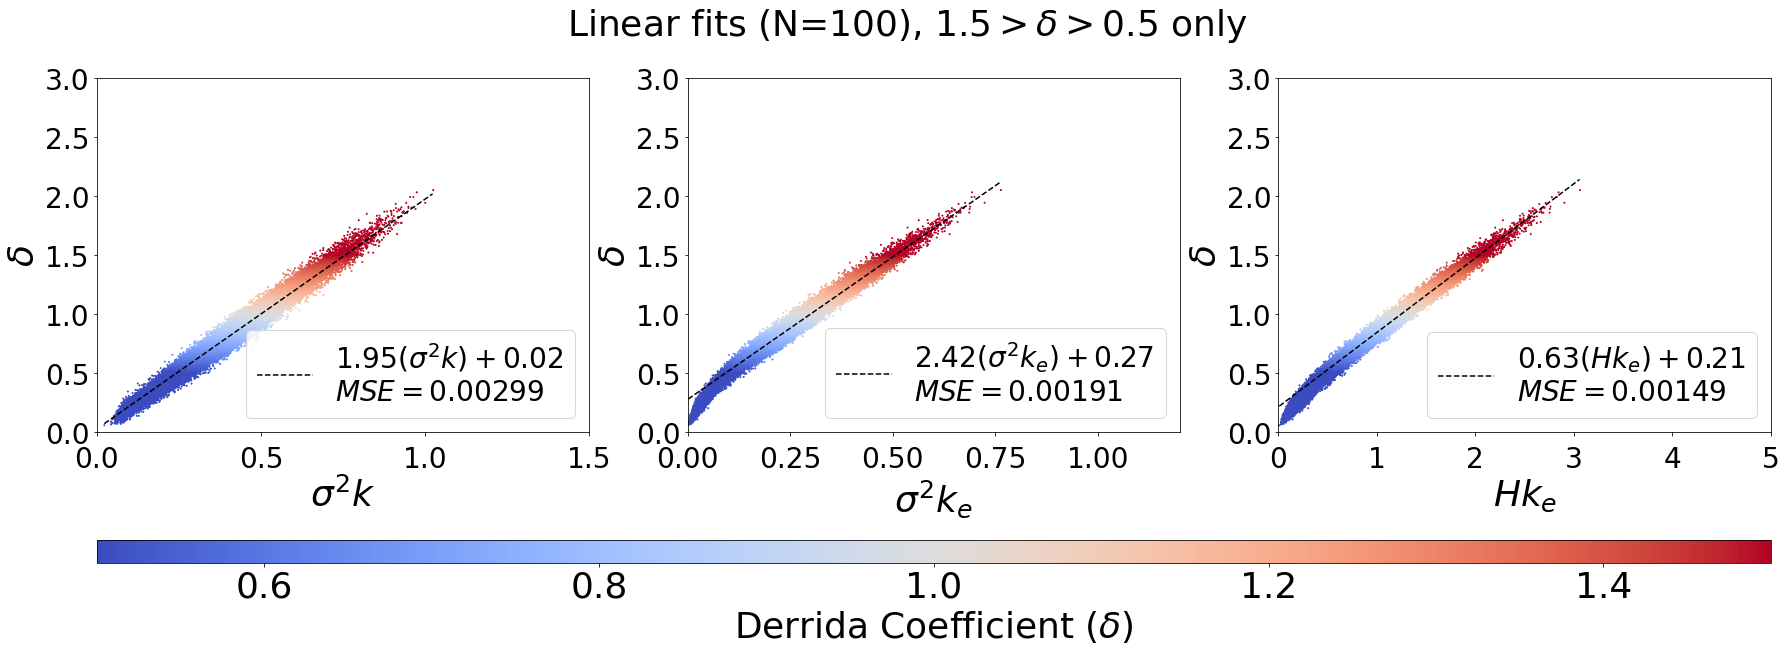 Linear fits (N=100), 1.5 > δ > 0.5 only
δ
3.0
2.5
2.0
1.5
1.0
0.5
0.0
0.0 0.5 1.0 1.5
σ²k
1.95(σ²k) + 0.02
MSE = 0.00299
δ
3.0
2.5
2.0
1.5
1.0
0.5
0.0
0.00 0.25 0.50 0.75 1.00
σ²kₑ
2.42(σ²kₑ) + 0.27
MSE = 0.00191
δ
3.0
2.5
2.0
1.5
1.0
0.5
0.0
0 1 2 3 4 5
Hkₑ
0.63(Hkₑ) + 0.21
MSE = 0.00149
0.6 0.8 1.0 1.2 1.4
Derrida Coefficient (δ)